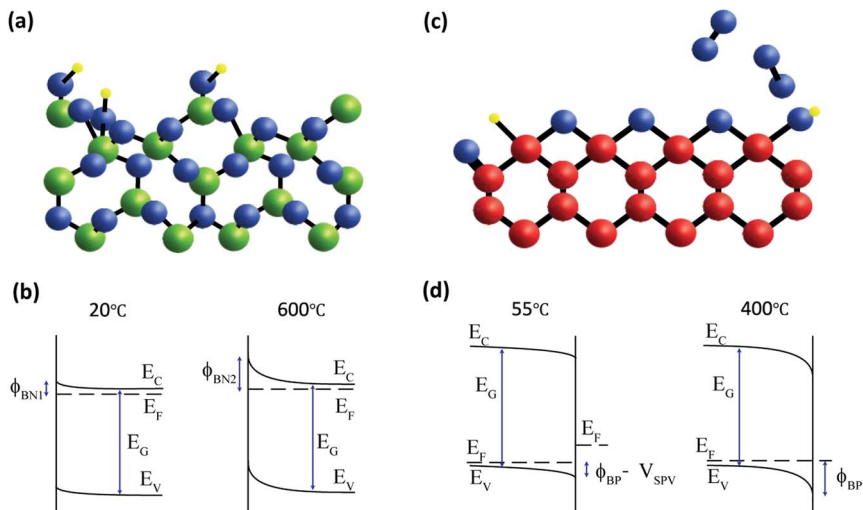 (a)
(c)
(b)
20°C
600°C
ϕBN1
EC
EF
EG
EV
ϕBN2
EC
EF
EG
EV
(d)
55°C
400°C
EC
EG
EF
EF
EV
ϕBP - VSPV
EC
EG
EF
EV
ϕBP